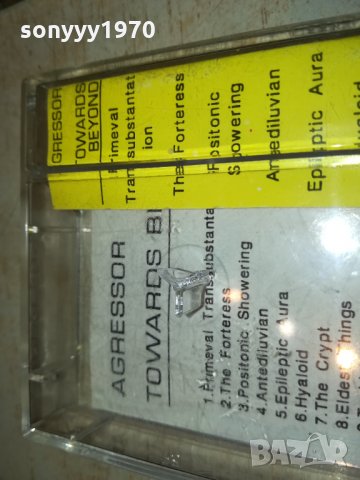 sonyyy1970
GRESSOR
TOWARDS
BEYOND
Primeval
Transubstantat
ion
The Forteress
Positonic
Showering
Antediluvian
Epileptic Aura
AGRESSOR
TOWARDS BE
1.Primeval Transubstanta
2.The Forteress
3.Positonic Showering
4.Antediluvian
5.Epileptic Aura
6.Hyaloid
7.The Crypt
8.Eldest Things
bazar.bg